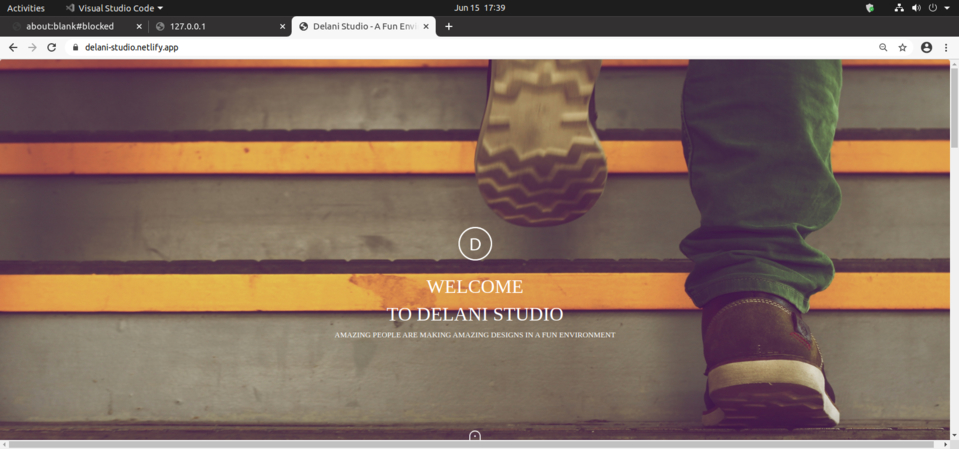 Activities
Visual Studio Code
Jun 15 17:39
about:blank#blocked
127.0.0.1
Delani Studio - A Fun Envi
delani-studio.netlify.app
D
WELCOME
TO DELANI STUDIO
AMAZING PEOPLE ARE MAKING AMAZING DESIGNS IN A FUN ENVIRONMENT